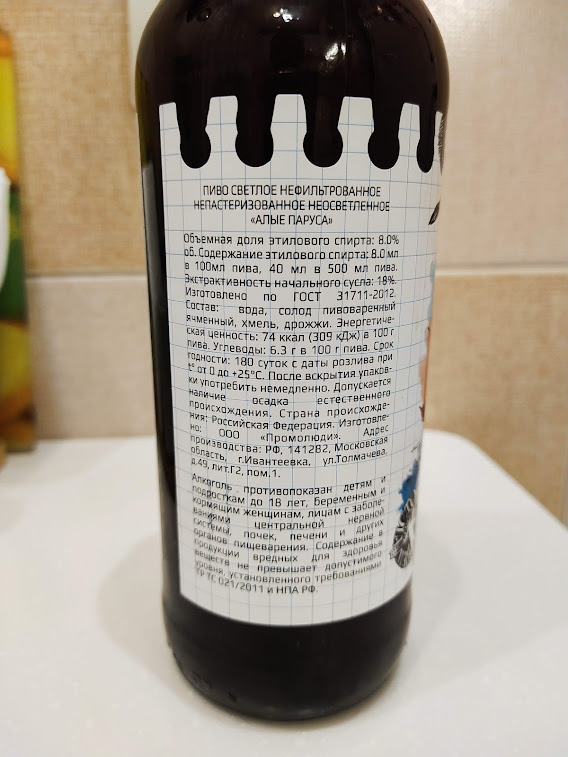 ПИВО СВЕТЛОЕ НЕФИЛЬТРОВАННОЕ
НЕПАСТЕРИЗОВАННОЕ НЕОСВЕТЛЕННОЕ
«АЛЫЕ ПАРУСА»
Объемная доля этилового спирта: 8.0%
об. Содержание этилового спирта: 8.0 мл
в 100мл пива, 40 мл в 500 мл пива.
Экстрактивность начального сусла: 18%.
Изготовлено по ГОСТ 31711-2012.
Состав: вода, солод пивоваренный
ячменный, хмель, дрожжи. Энергетиче-
ская ценность: 74 ккал (309 кДж) в 100 г
пива. Углеводы: 6.3 г в 100 г пива. Срок
годности: 180 суток с даты розлива при
t° от 0 до +25°С. После вскрытия упаков-
ки употребить немедленно. Допускается
наличие осадка естественного
происхождения. Страна происхожде-
ния: Российская Федерация. Изготовле-
но: ООО «Промолюди». Адрес
производства: РФ, 141282, Московская
область, г.Ивантеевка, ул.Толмачева,
д.49, лит.Г2, пом.1.
Алкоголь противопоказан детям и
подросткам до 18 лет, беременным и
кормящим женщинам, лицам с заболе-
ваниями центральной нервной
системы, почек, печени и других
органов пищеварения. Содержание в
продукции вредных для здоровья
веществ не превышает допустимого
уровня, установленного требованиями
ТР ТС 021/2011 и НПА РФ.